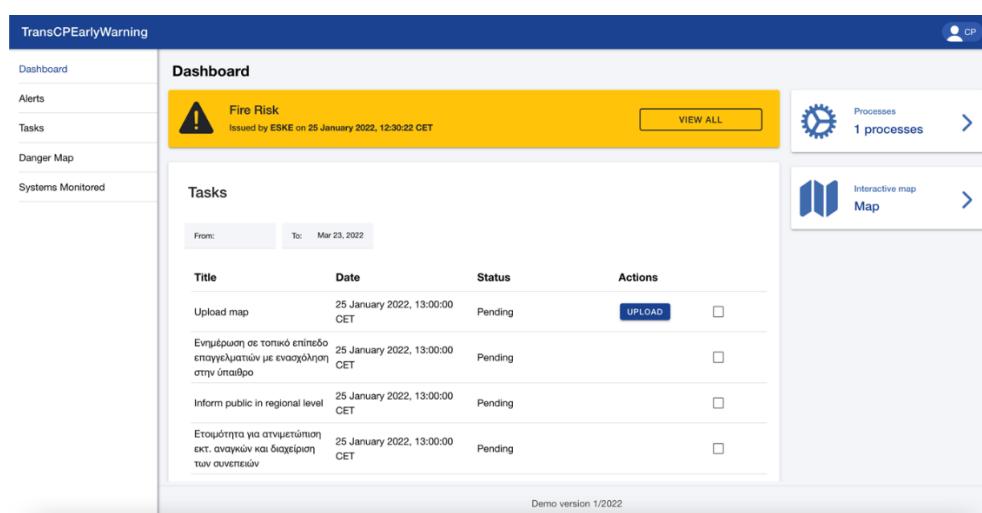 TransCPEarlyWarning
CP
Dashboard
Alerts
Tasks
Danger Map
Systems Monitored
Dashboard
Fire Risk
Issued by ESKE on 25 January 2022, 12:30:22 CET
VIEW ALL
Processes
1 processes
Interactive map
Map
Tasks
From:
To: Mar 23, 2022
Title Date Status Actions
Upload map
25 January 2022, 13:00:00
CET
Pending
UPLOAD
Ενημέρωση σε τοπικό επίπεδο
επαγγελματιών με ενασχόληση
στην ύπαιθρο
25 January 2022, 13:00:00
CET
Pending
Inform public in regional level
25 January 2022, 13:00:00
CET
Pending
Ετοιμότητα για ατνιμετώπιση
εκτ. αναγκών και διαχείριση
των συνεπειών
25 January 2022, 13:00:00
CET
Pending
Demo version 1/2022